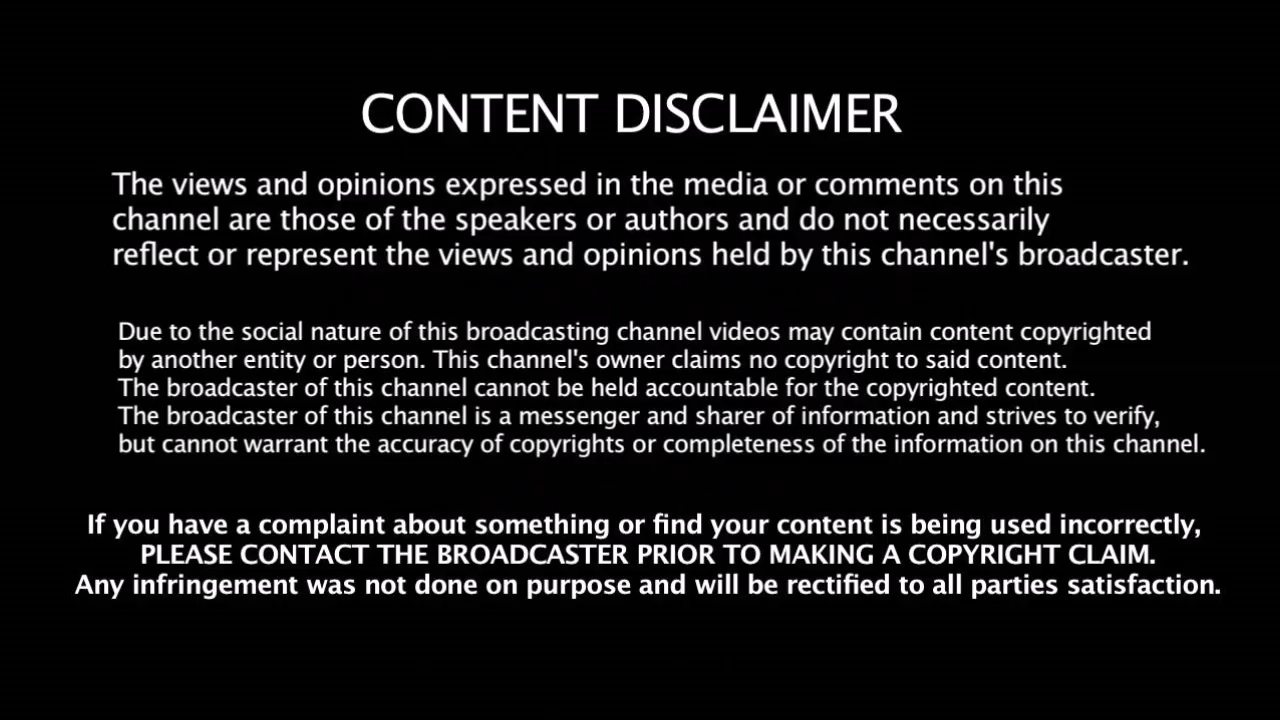 CONTENT DISCLAIMER
The views and opinions expressed in the media or comments on this
channel are those of the speakers or authors and do not necessarily
reflect or represent the views and opinions held by this channel's broadcaster.
Due to the social nature of this broadcasting channel videos may contain content copyrighted
by another entity or person. This channel's owner claims no copyright to said content.
The broadcaster of this channel cannot be held accountable for the copyrighted content.
The broadcaster of this channel is a messenger and sharer of information and strives to verify,
but cannot warrant the accuracy of copyrights or completeness of the information on this channel.
If you have a complaint about something or find your content is being used incorrectly,
PLEASE CONTACT THE BROADCASTER PRIOR TO MAKING A COPYRIGHT CLAIM.
Any infringement was not done on purpose and will be rectified to all parties satisfaction.